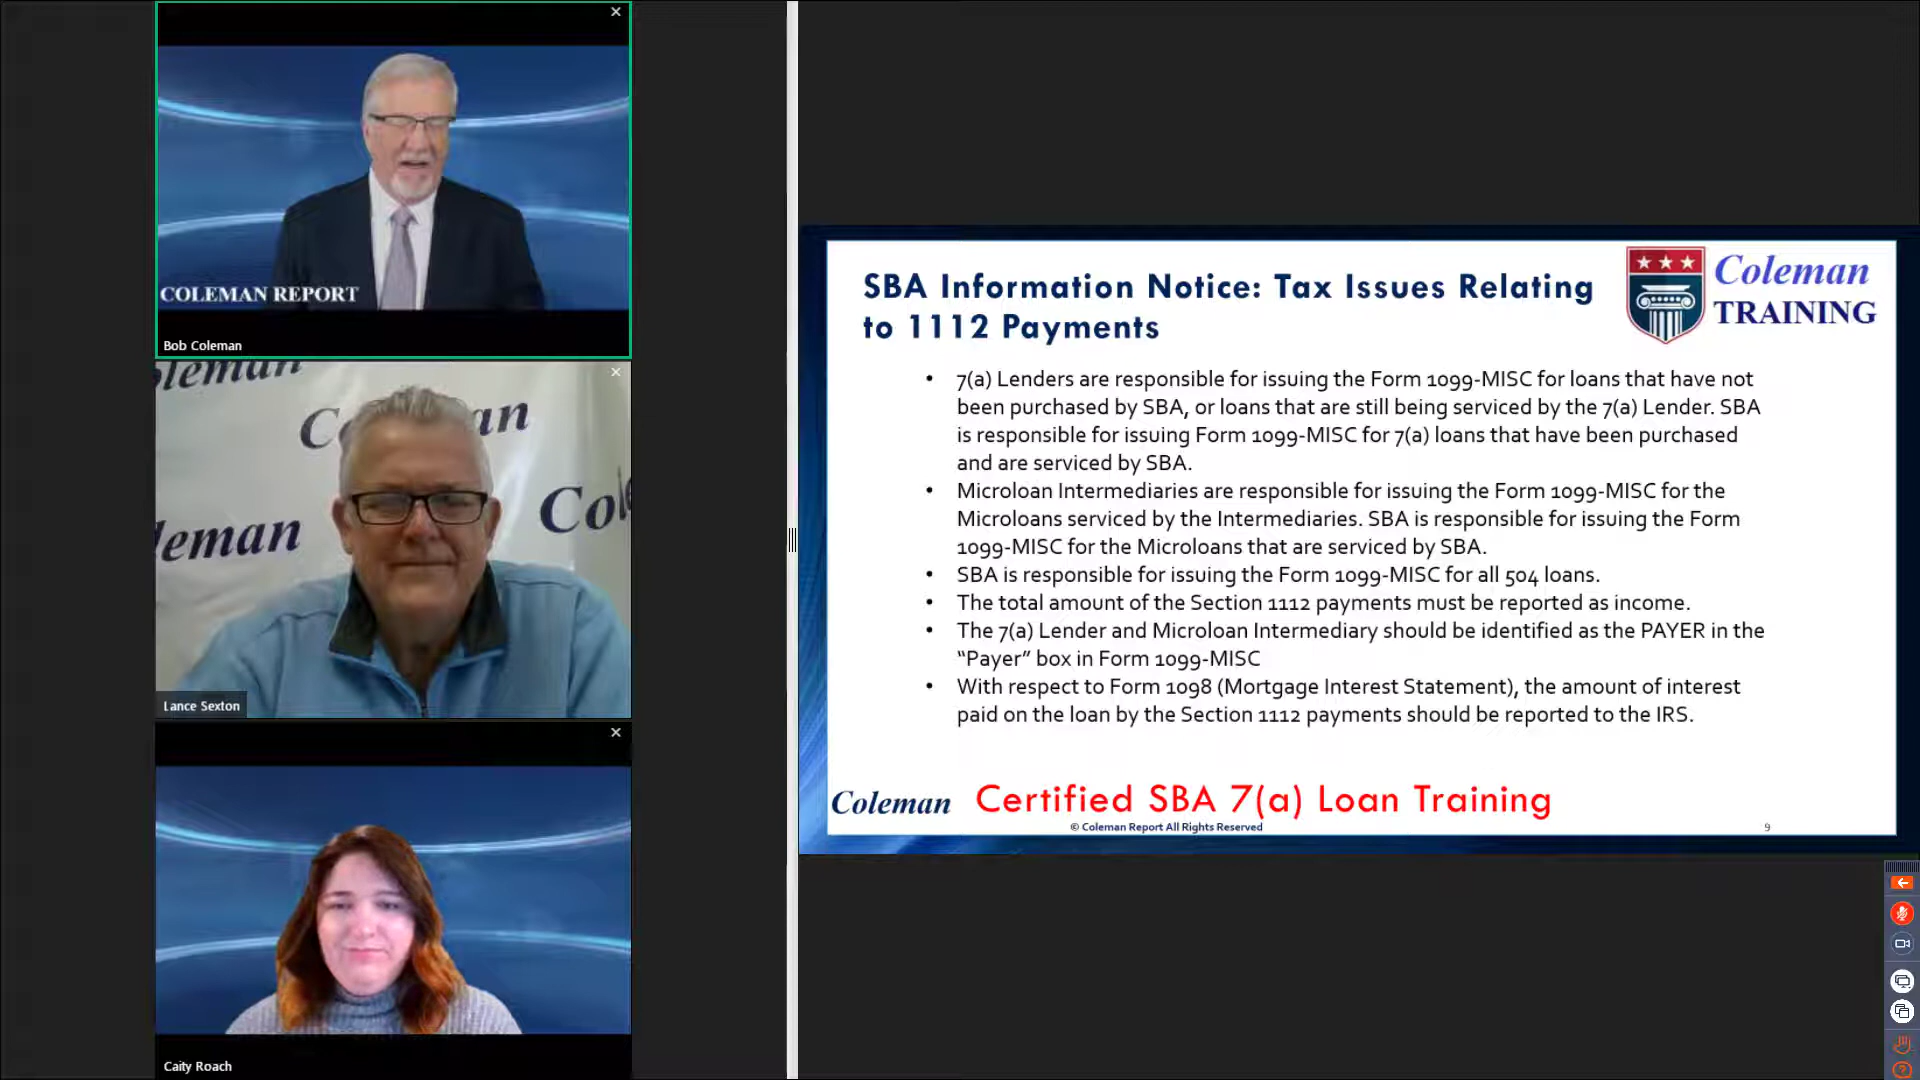 COLEMAN REPORT
Bob Coleman
oleman
Coleman
Cole
leman
Lance Sexton
Caity Roach
SBA Information Notice: Tax Issues Relating
to 1112 Payments
Coleman
TRAINING
• 7(a) Lenders are responsible for issuing the Form 1099-MISC for loans that have not
been purchased by SBA, or loans that are still being serviced by the 7(a) Lender. SBA
is responsible for issuing Form 1099-MISC for 7(a) loans that have been purchased
and are serviced by SBA.
• Microloan Intermediaries are responsible for issuing the Form 1099-MISC for the
Microloans serviced by the Intermediaries. SBA is responsible for issuing the Form
1099-MISC for the Microloans that are serviced by SBA.
• SBA is responsible for issuing the Form 1099-MISC for all 504 loans.
• The total amount of the Section 1112 payments must be reported as income.
• The 7(a) Lender and Microloan Intermediary should be identified as the PAYER in the
“Payer” box in Form 1099-MISC
• With respect to Form 1098 (Mortgage Interest Statement), the amount of interest
paid on the loan by the Section 1112 payments should be reported to the IRS.
Coleman
Certified SBA 7(a) Loan Training
© Coleman Report All Rights Reserved
9